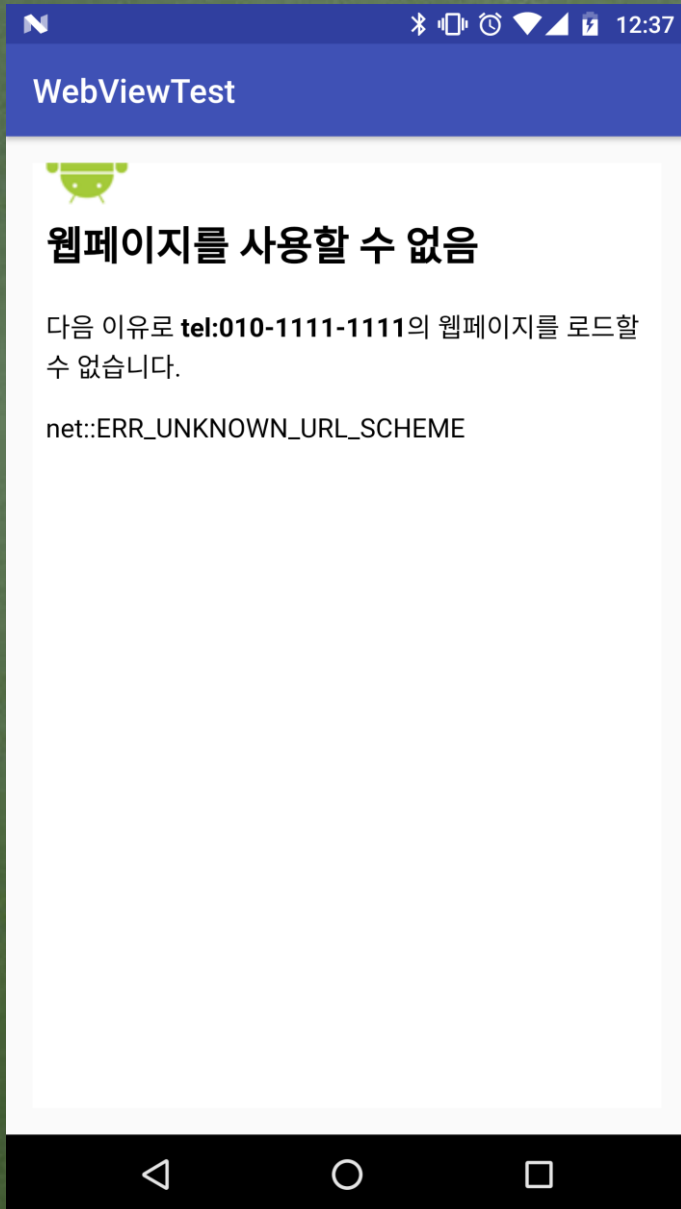 12:37
WebViewTest
웹페이지를 사용할 수 없음
다음 이유로 tel:010-1111-1111의 웹페이지를 로드할
수 없습니다.
net::ERR_UNKNOWN_URL_SCHEME